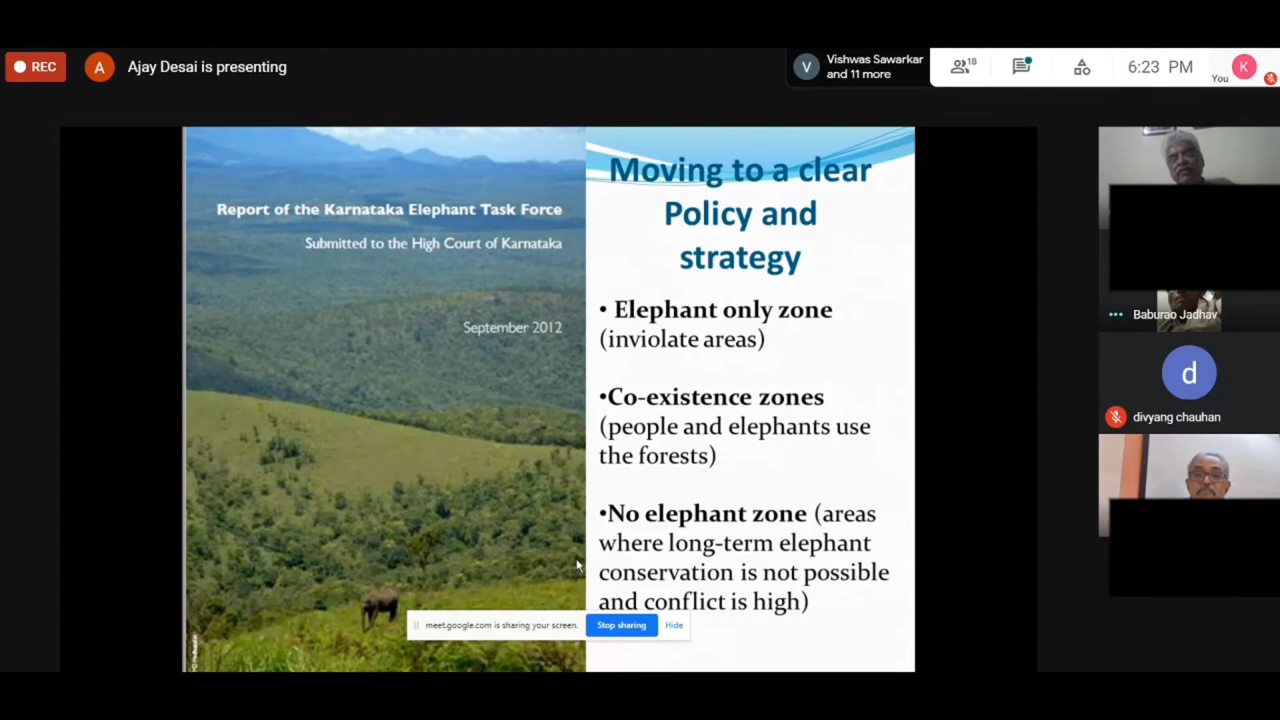 REC
A
Ajay Desai is presenting
V
Vishwas Sawarkar
and 11 more
18
6:23 PM
You
K
Report of the Karnataka Elephant Task Force
Submitted to the High Court of Karnataka
September 2012
Moving to a clear
Policy and
strategy
• Elephant only zone
(inviolate areas)
•Co-existence zones
(people and elephants use
the forests)
•No elephant zone (areas
where long-term elephant
conservation is not possible
and conflict is high)
meet.google.com is sharing your screen.
Stop sharing
Hide
Baburao Jadhav
d
divyang chauhan